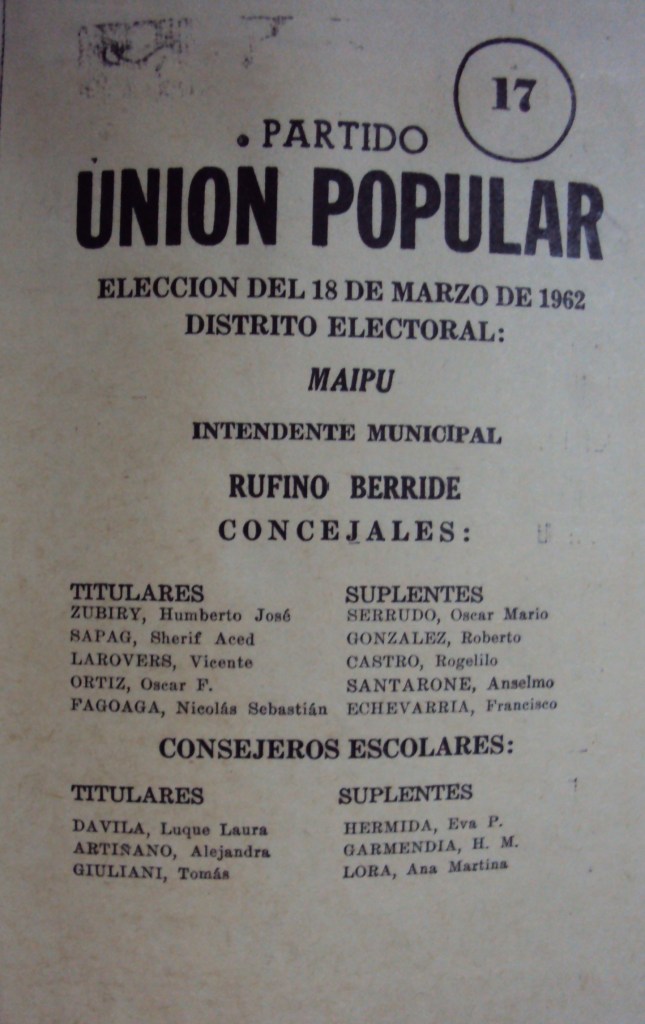 17
• PARTIDO
UNION POPULAR
ELECCION DEL 18 DE MARZO DE 1962
DISTRITO ELECTORAL:
MAIPU
INTENDENTE MUNICIPAL
RUFINO BERRIDE
CONCEJALES:
TITULARES SUPLENTES
ZUBIRY, Humberto José SERRUDO, Oscar Mario
SAPAG, Sherif Aced GONZALEZ, Roberto
LAROVERS, Vicente CASTRO, Rogelilo
ORTIZ, Oscar F. SANTARONE, Anselmo
FAGOAGA, Nicolás Sebastián ECHEVARRIA, Francisco
CONSEJEROS ESCOLARES:
TITULARES SUPLENTES
DAVILA, Luque Laura HERMIDA, Eva P.
ARTIÑANO, Alejandra GARMENDIA, H. M.
GIULIANI, Tomás LORA, Ana Martina